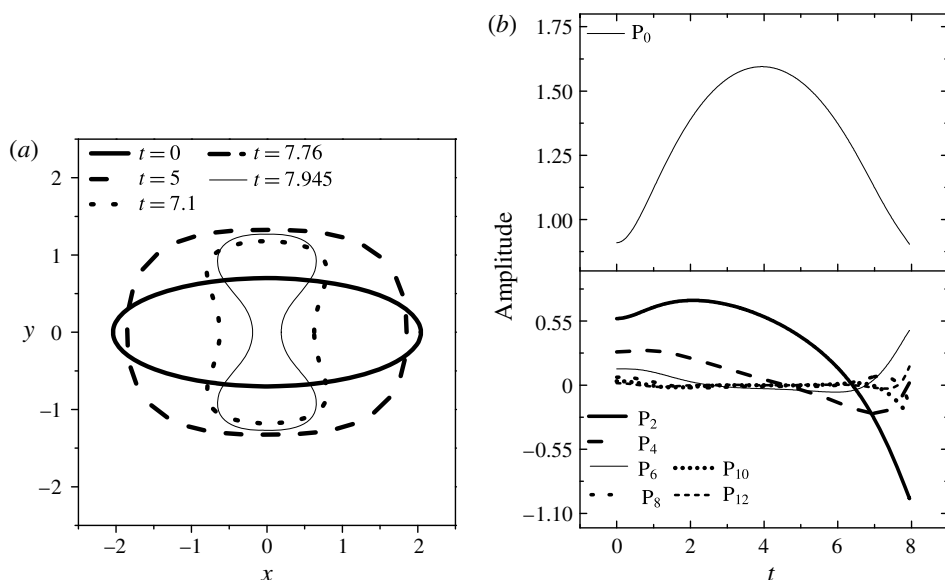 (a)
t = 0
t = 5
t = 7.1
t = 7.76
t = 7.945
2
1
0
−1
−2
y
−2
−1
0
1
2
x
(b)
P0
1.75
1.50
1.25
1.00
Amplitude
0.55
0
−0.55
−1.10
P2
P4
P6
P8
P10
P12
0
2
4
6
8
t